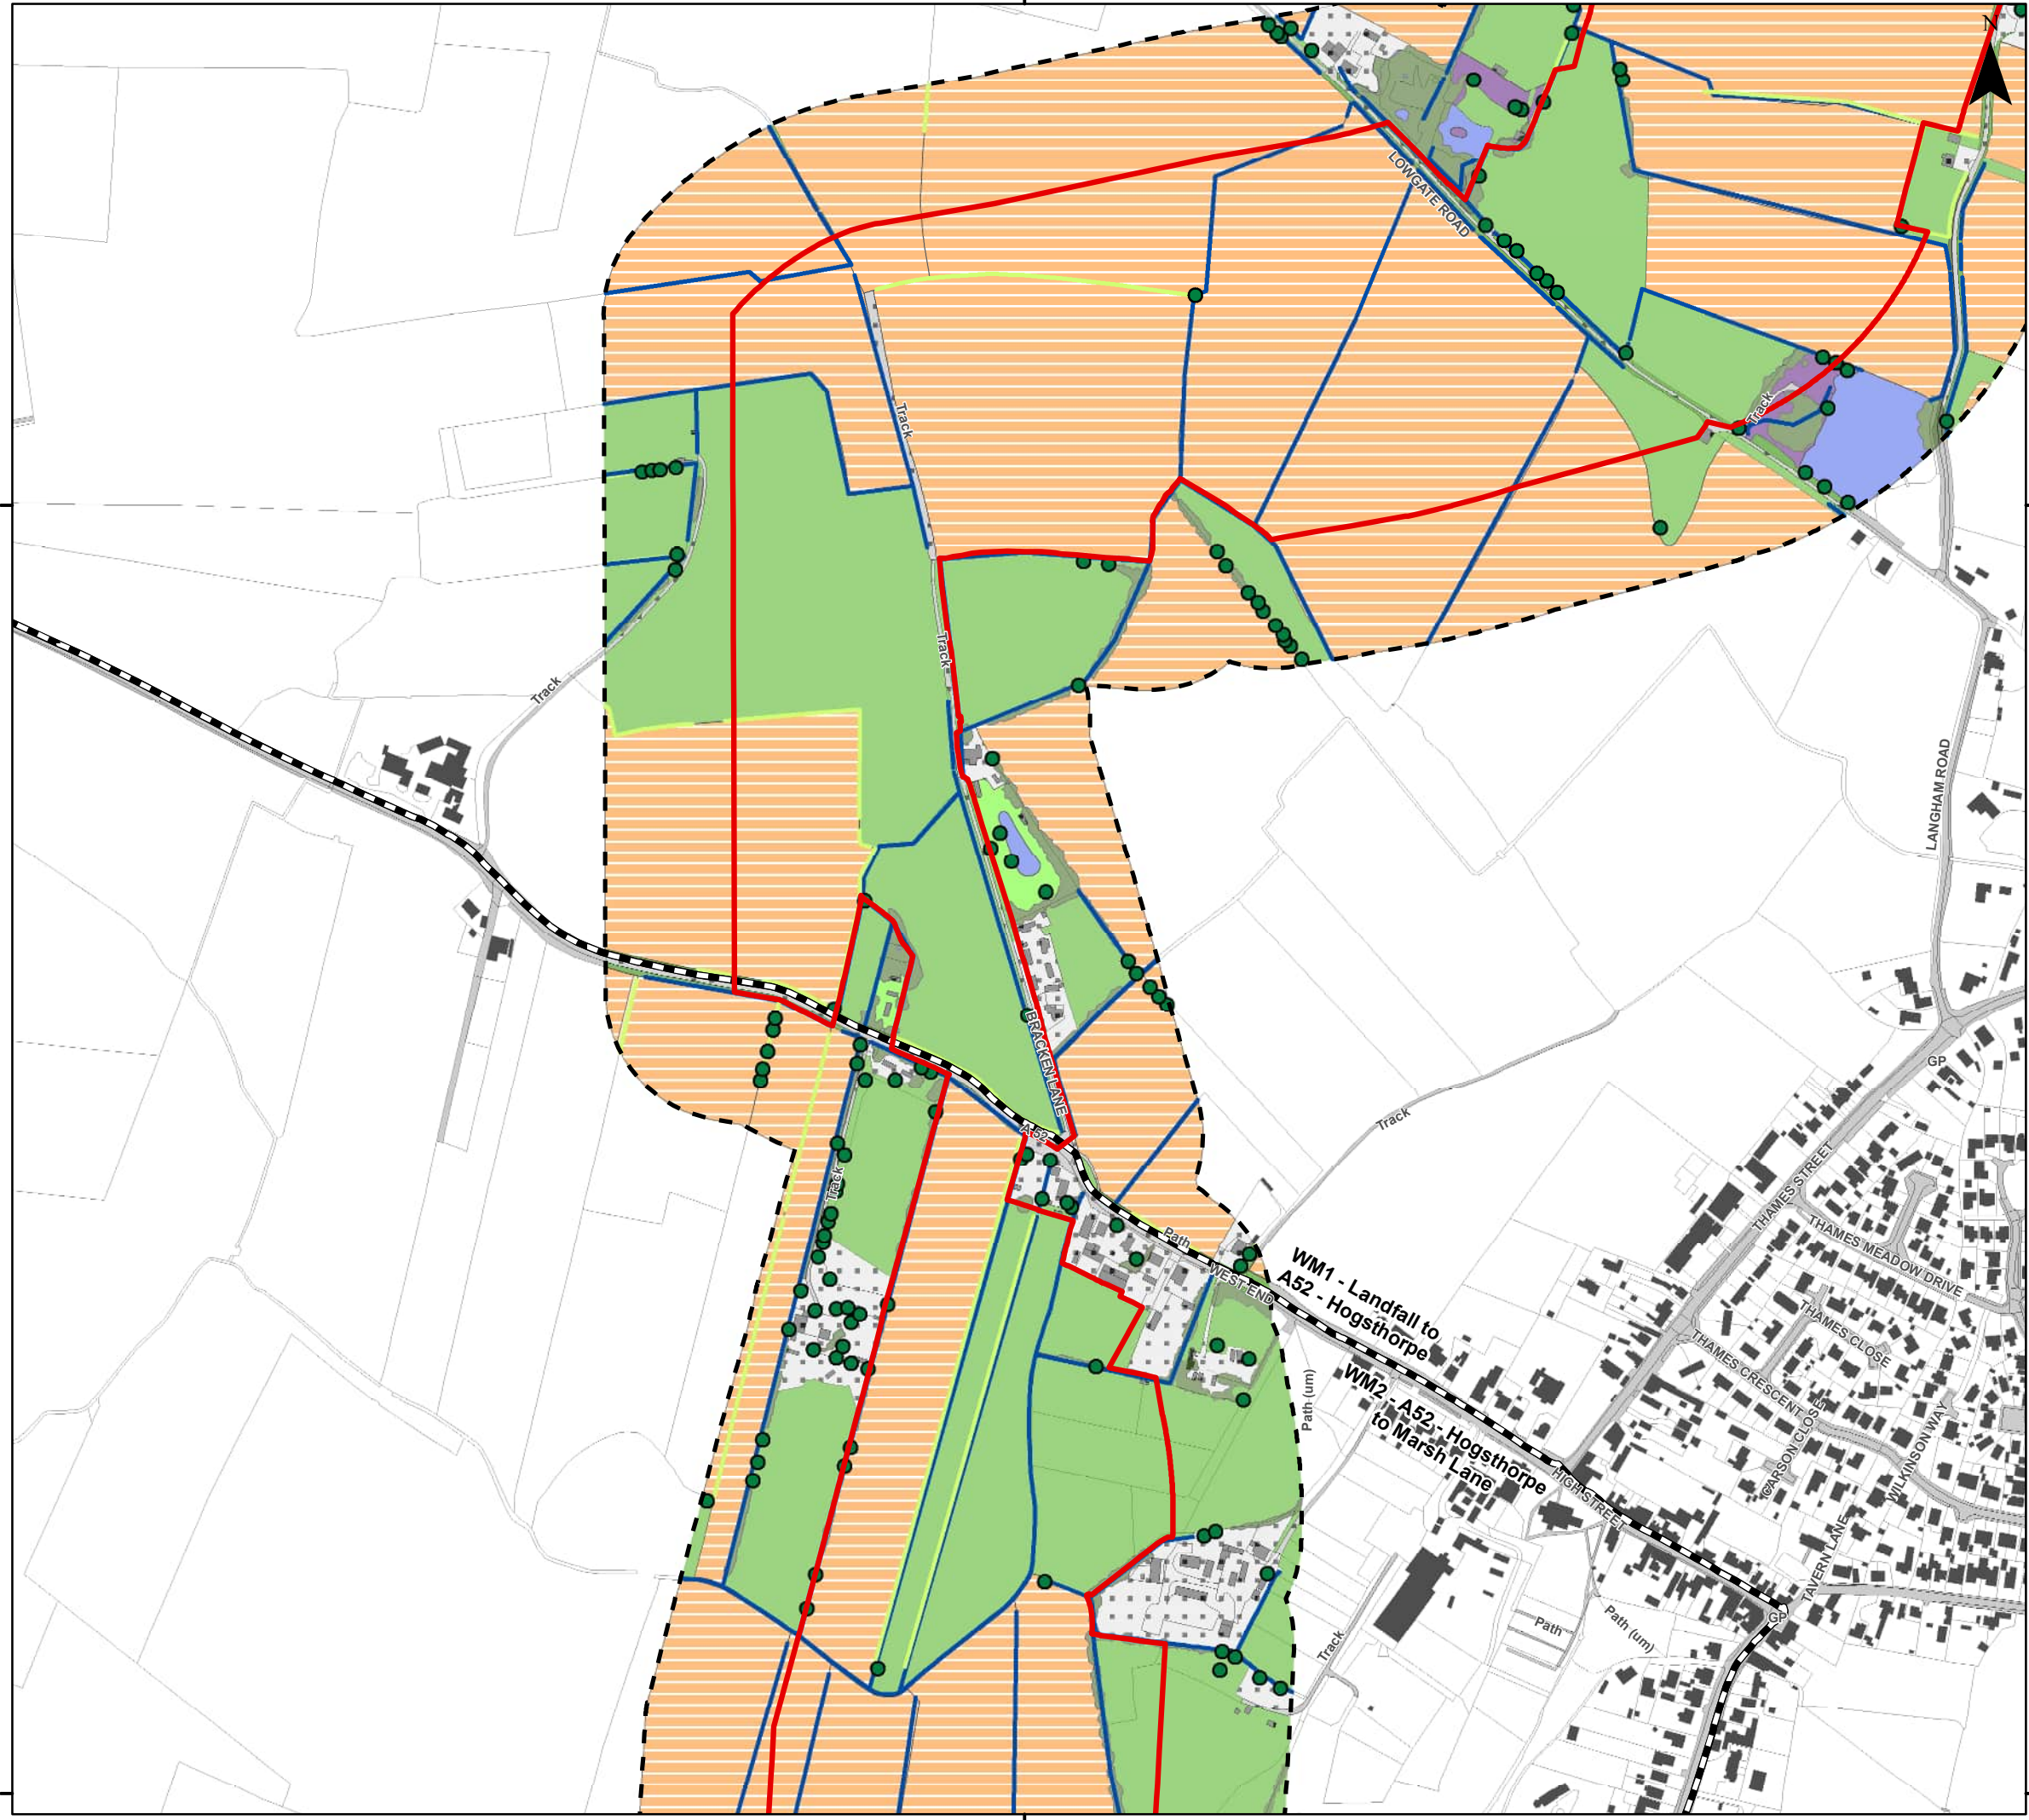 N
LOWGATE ROAD
Track
Track
Track
Track
LANGHAM ROAD
BRACKEN LANE
GP
A 52
Track
Track
THAMES STREET
Path
WEST END
WM1 - Landfall to
A52 - Hogsthorpe
THAMES MEADOW DRIVE
THAMES CLOSE
WM2 - A52 - Hogsthorpe
to Marsh Lane
Path (um)
THAMES CRESCENT
CARSON CLOSE
WILKINSON WAY
HIGH STREET
TAVERN LANE
GP
Track
Path
Path (um)